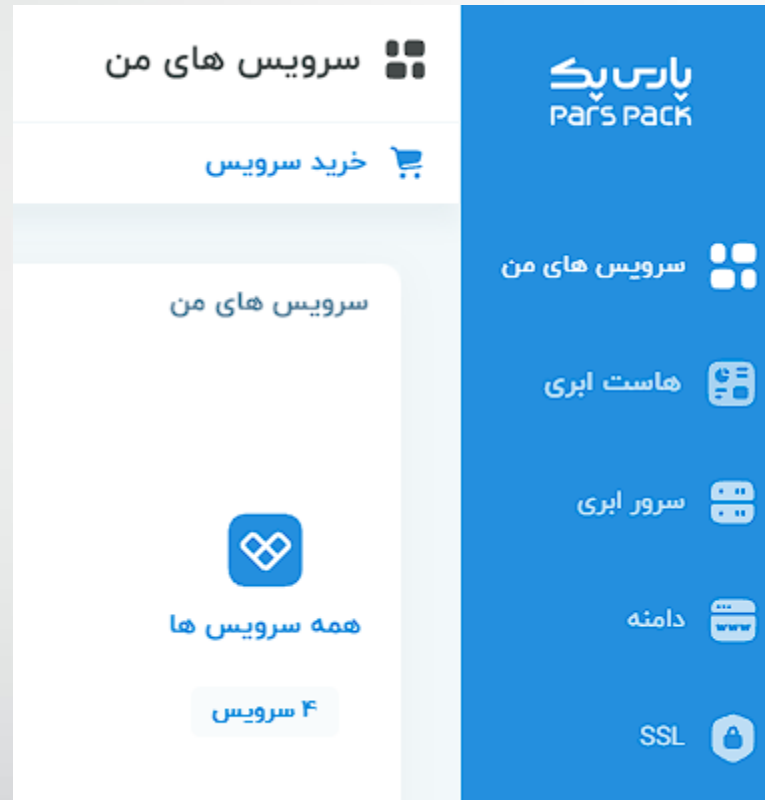 پارس پک
Pars Pack
سرویس های من
هاست ابری
سرور ابری
دامنه
www
SSL
سرویس های من
خرید سرویس
سرویس های من
همه سرویس ها
۴ سرویس